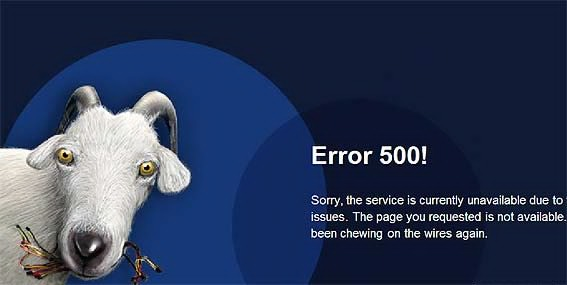 Error 500!
Sorry, the service is currently unavailable due to
issues. The page you requested is not available.
been chewing on the wires again.